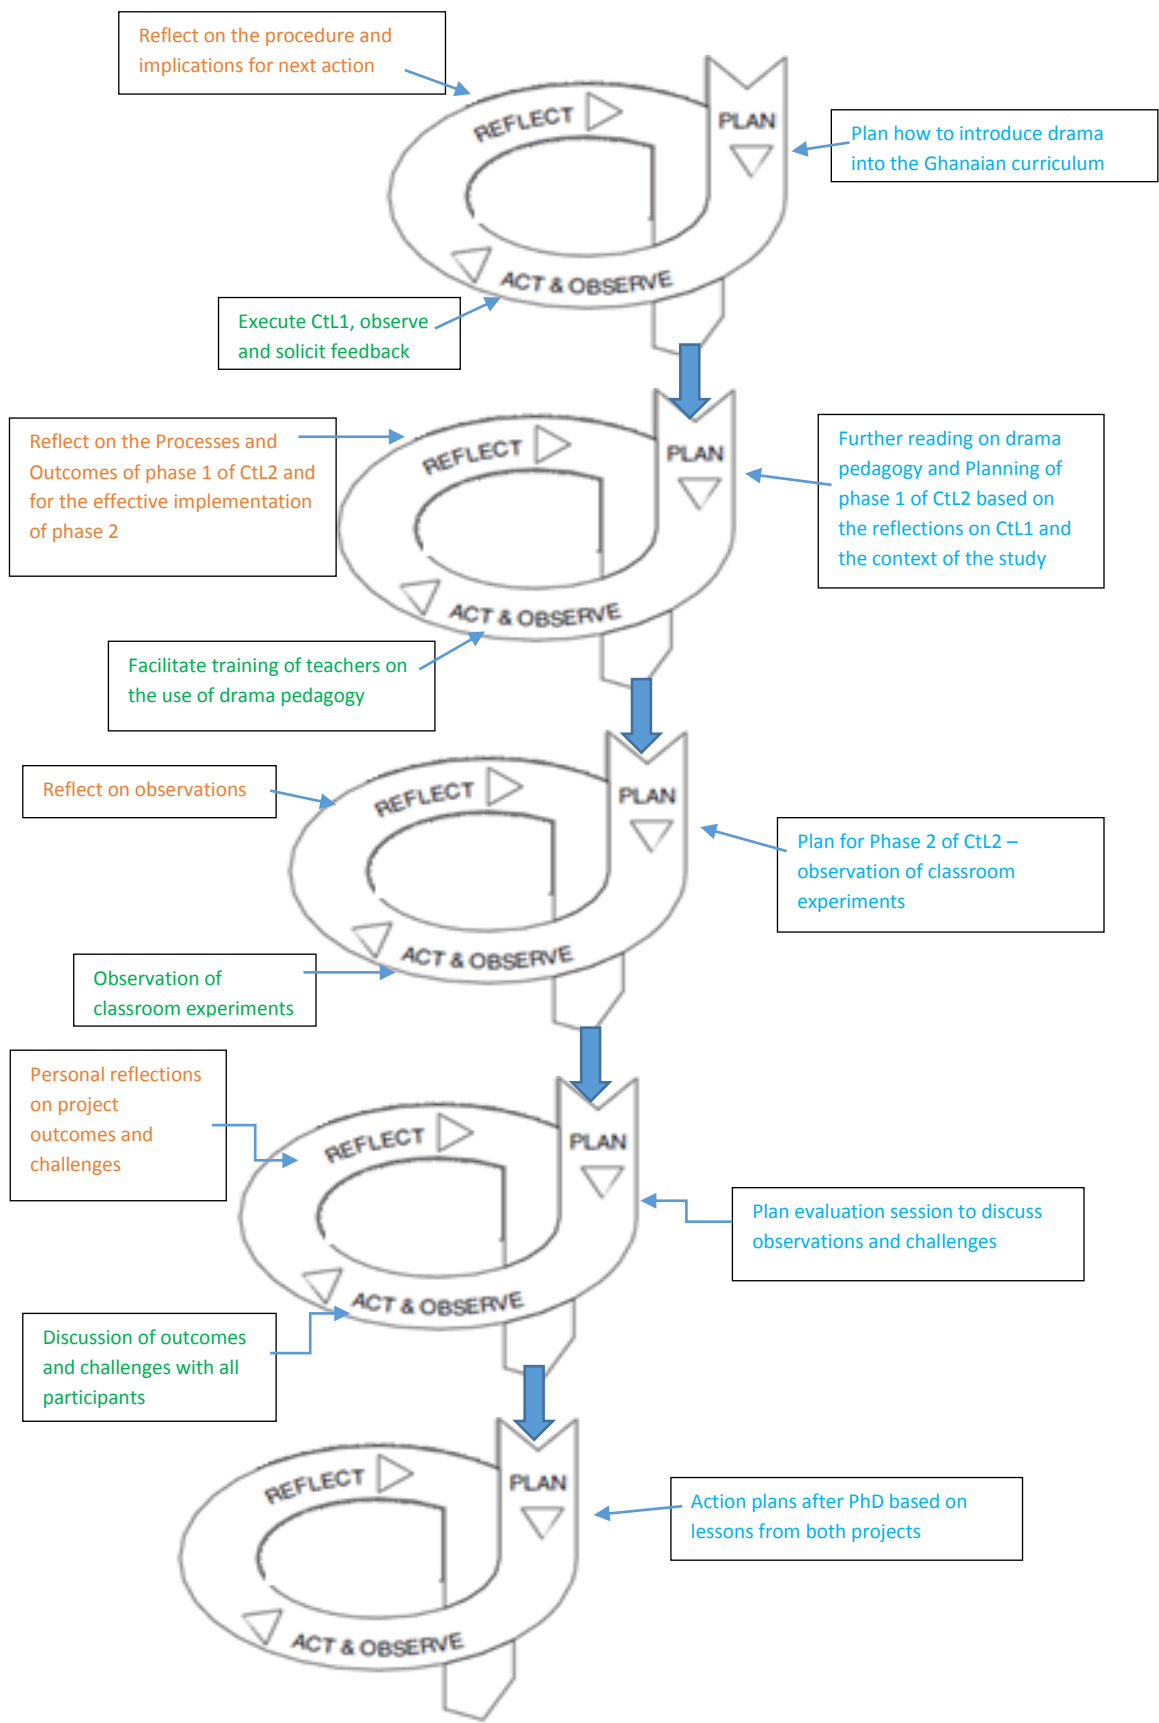 Reflect on the procedure and
implications for next action
REFLECT
PLAN
Plan how to introduce drama
into the Ghanaian curriculum
ACT & OBSERVE
Execute CtL1, observe
and solicit feedback
Reflect on the Processes and
Outcomes of phase 1 of CtL2 and
for the effective implementation
of phase 2
REFLECT
PLAN
Further reading on drama
pedagogy and Planning of
phase 1 of CtL2 based on
the reflections on CtL1 and
the context of the study
ACT & OBSERVE
Facilitate training of teachers on
the use of drama pedagogy
Reflect on observations
REFLECT
PLAN
Plan for Phase 2 of CtL2 –
observation of classroom
experiments
ACT & OBSERVE
Observation of
classroom experiments
Personal reflections
on project
outcomes and
challenges
REFLECT
PLAN
Plan evaluation session to discuss
observations and challenges
ACT & OBSERVE
Discussion of outcomes
and challenges with all
participants
REFLECT
PLAN
Action plans after PhD based on
lessons from both projects
ACT & OBSERVE